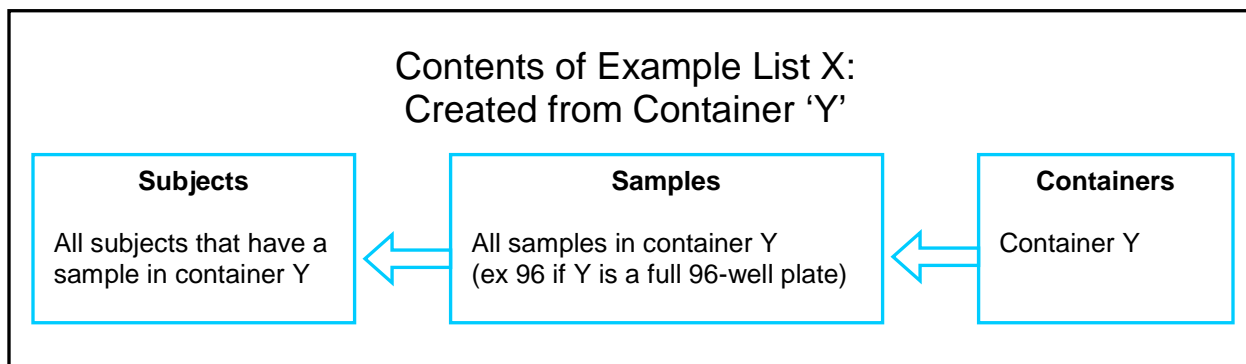 Contents of Example List X:
Created from Container ‘Y’
Subjects
All subjects that have a
sample in container Y
Samples
All samples in container Y
(ex 96 if Y is a full 96-well plate)
Containers
Container Y